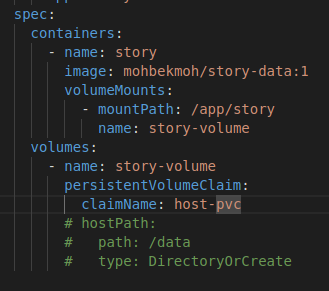 spec:
  containers:
    - name: story
      image: mohbekmoh/story-data:1
      volumeMounts:
        - mountPath: /app/story
          name: story-volume
  volumes:
    - name: story-volume
      persistentVolumeClaim:
        claimName: host-pvc
      # hostPath:
      #   path: /data
      #   type: DirectoryOrCreate